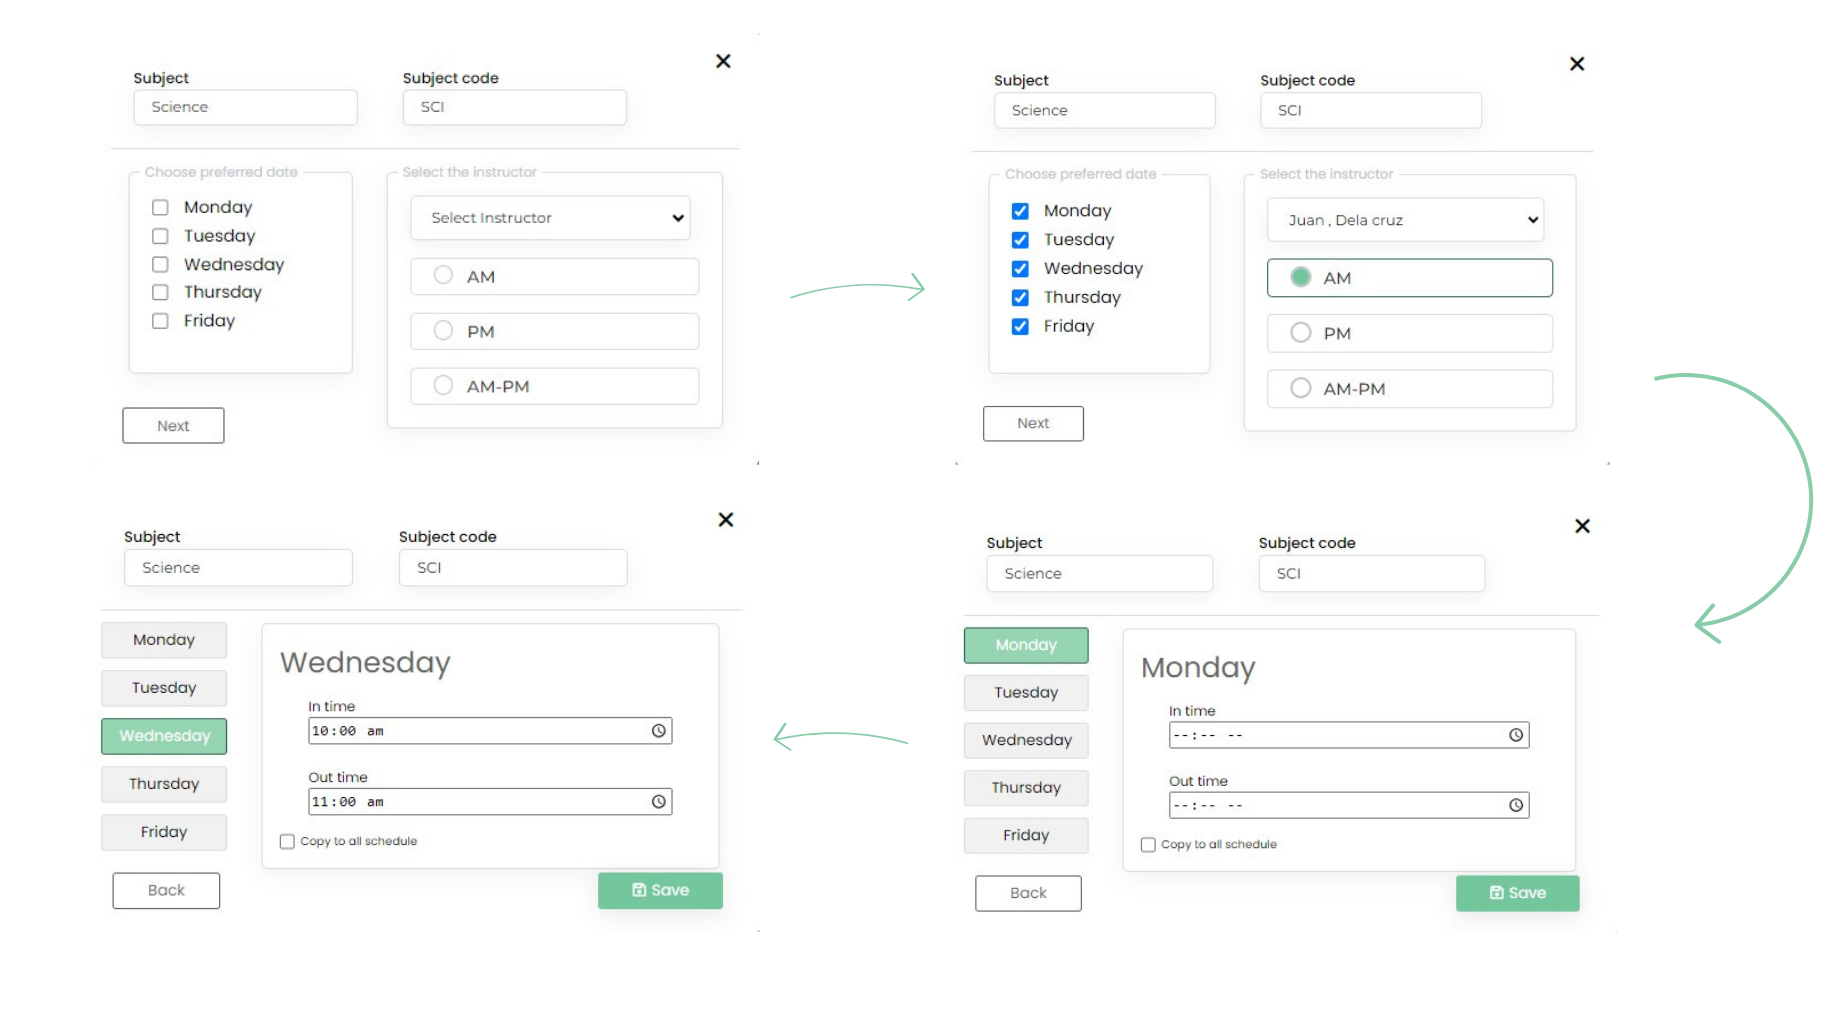 Subject
Subject code
Science
SCI
Choose preferred date
Monday
Tuesday
Wednesday
Thursday
Friday
Select the instructor
Select Instructor
AM
PM
AM-PM
Next
Subject
Subject code
Science
SCI
Choose preferred date
Monday
Tuesday
Wednesday
Thursday
Friday
Select the instructor
Juan , Dela cruz
AM
PM
AM-PM
Next
Subject
Subject code
Science
SCI
Monday
Tuesday
Wednesday
Thursday
Friday
Monday
In time
--:-- --
Out time
--:-- --
Copy to all schedule
Back
Save
Subject
Subject code
Science
SCI
Monday
Tuesday
Wednesday
Thursday
Friday
Wednesday
In time
10:00 am
Out time
11:00 am
Copy to all schedule
Back
Save